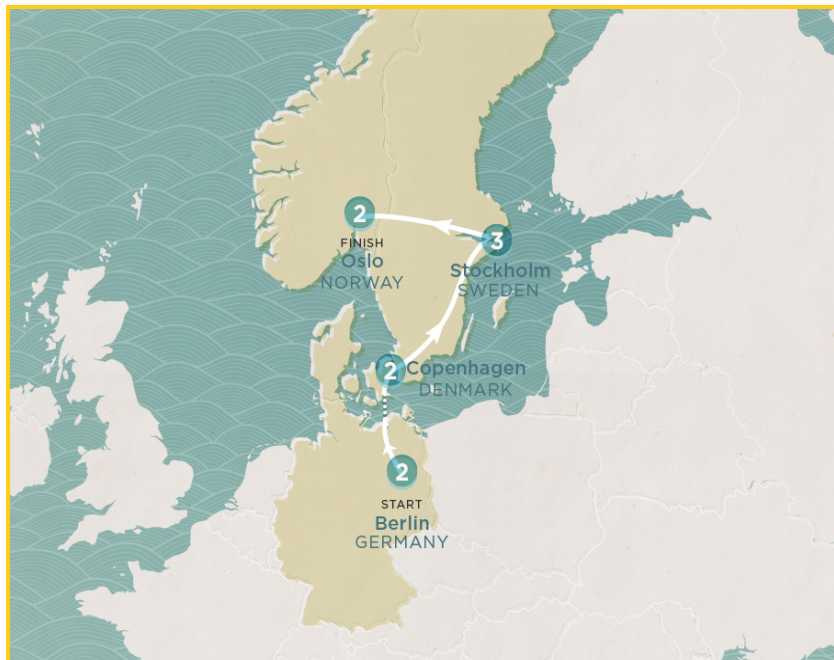 2
FINISH
Oslo
NORWAY
3
Stockholm
SWEDEN
2
Copenhagen
DENMARK
2
START
Berlin
GERMANY